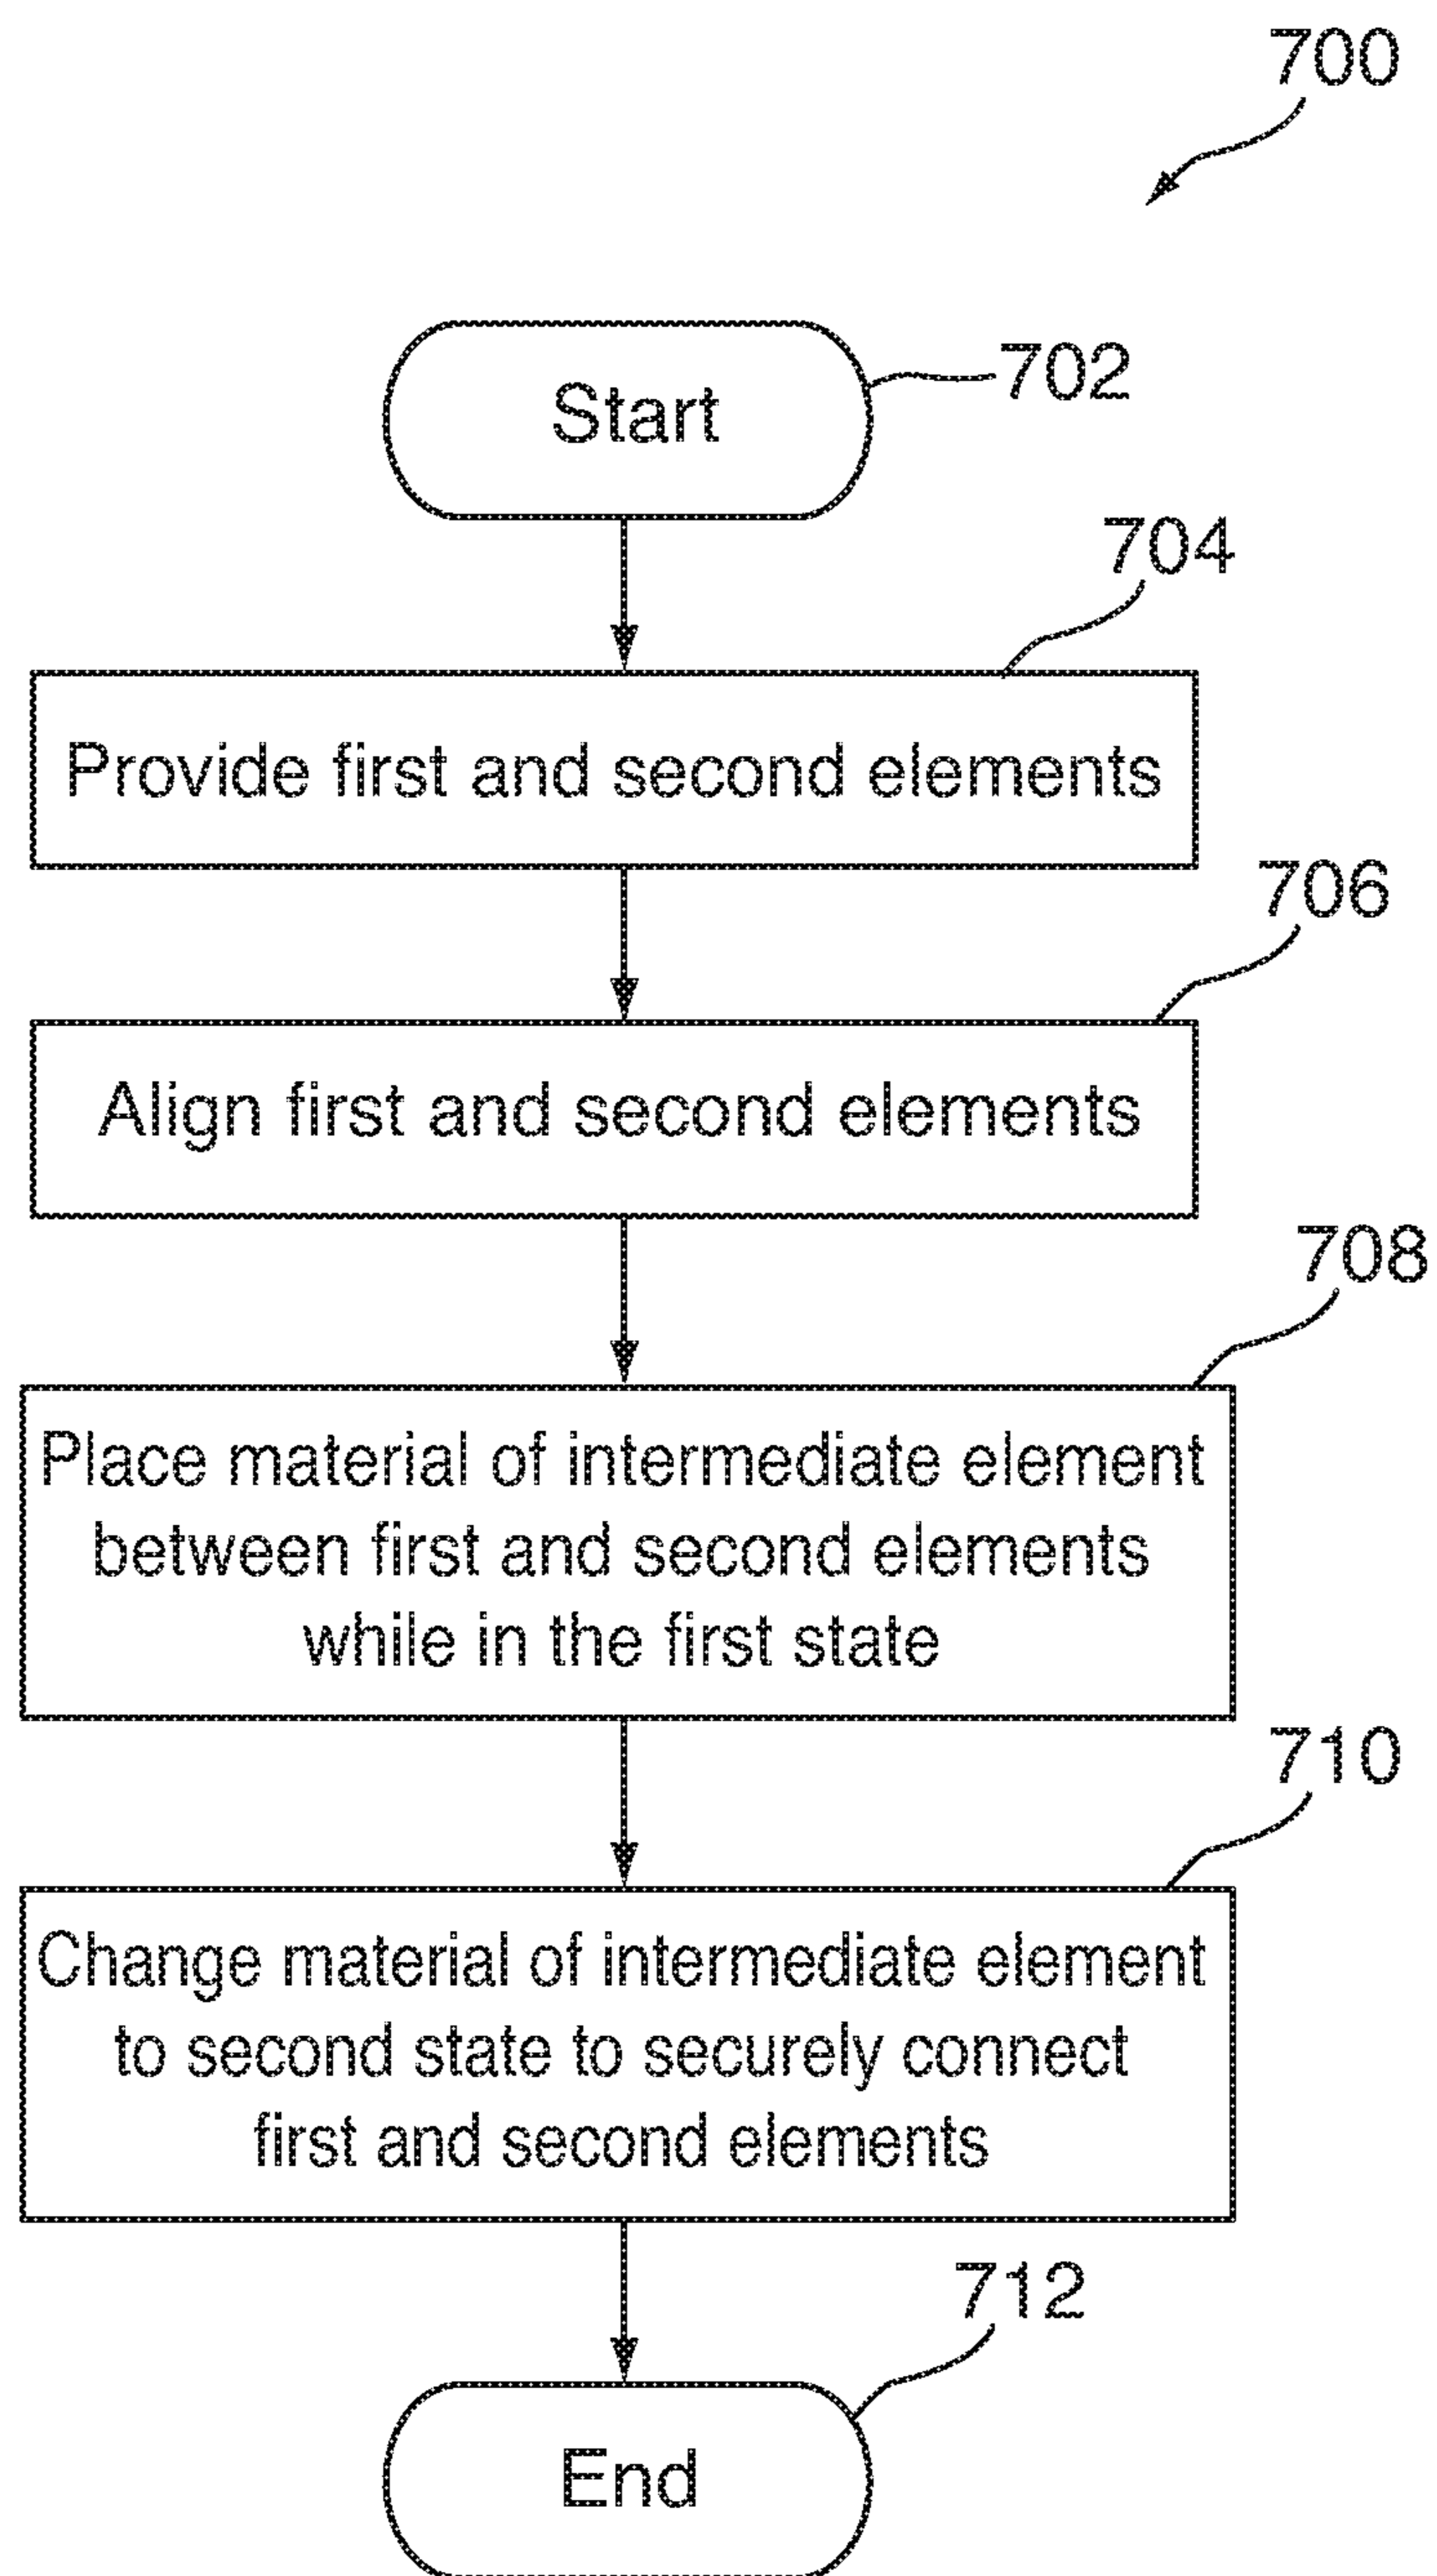 700
Start
702
704
Provide first and second elements
706
Align first and second elements
708
Place material of intermediate element
between first and second elements
while in the first state
710
Change material of intermediate element
to second state to securely connect
first and second elements
712
End